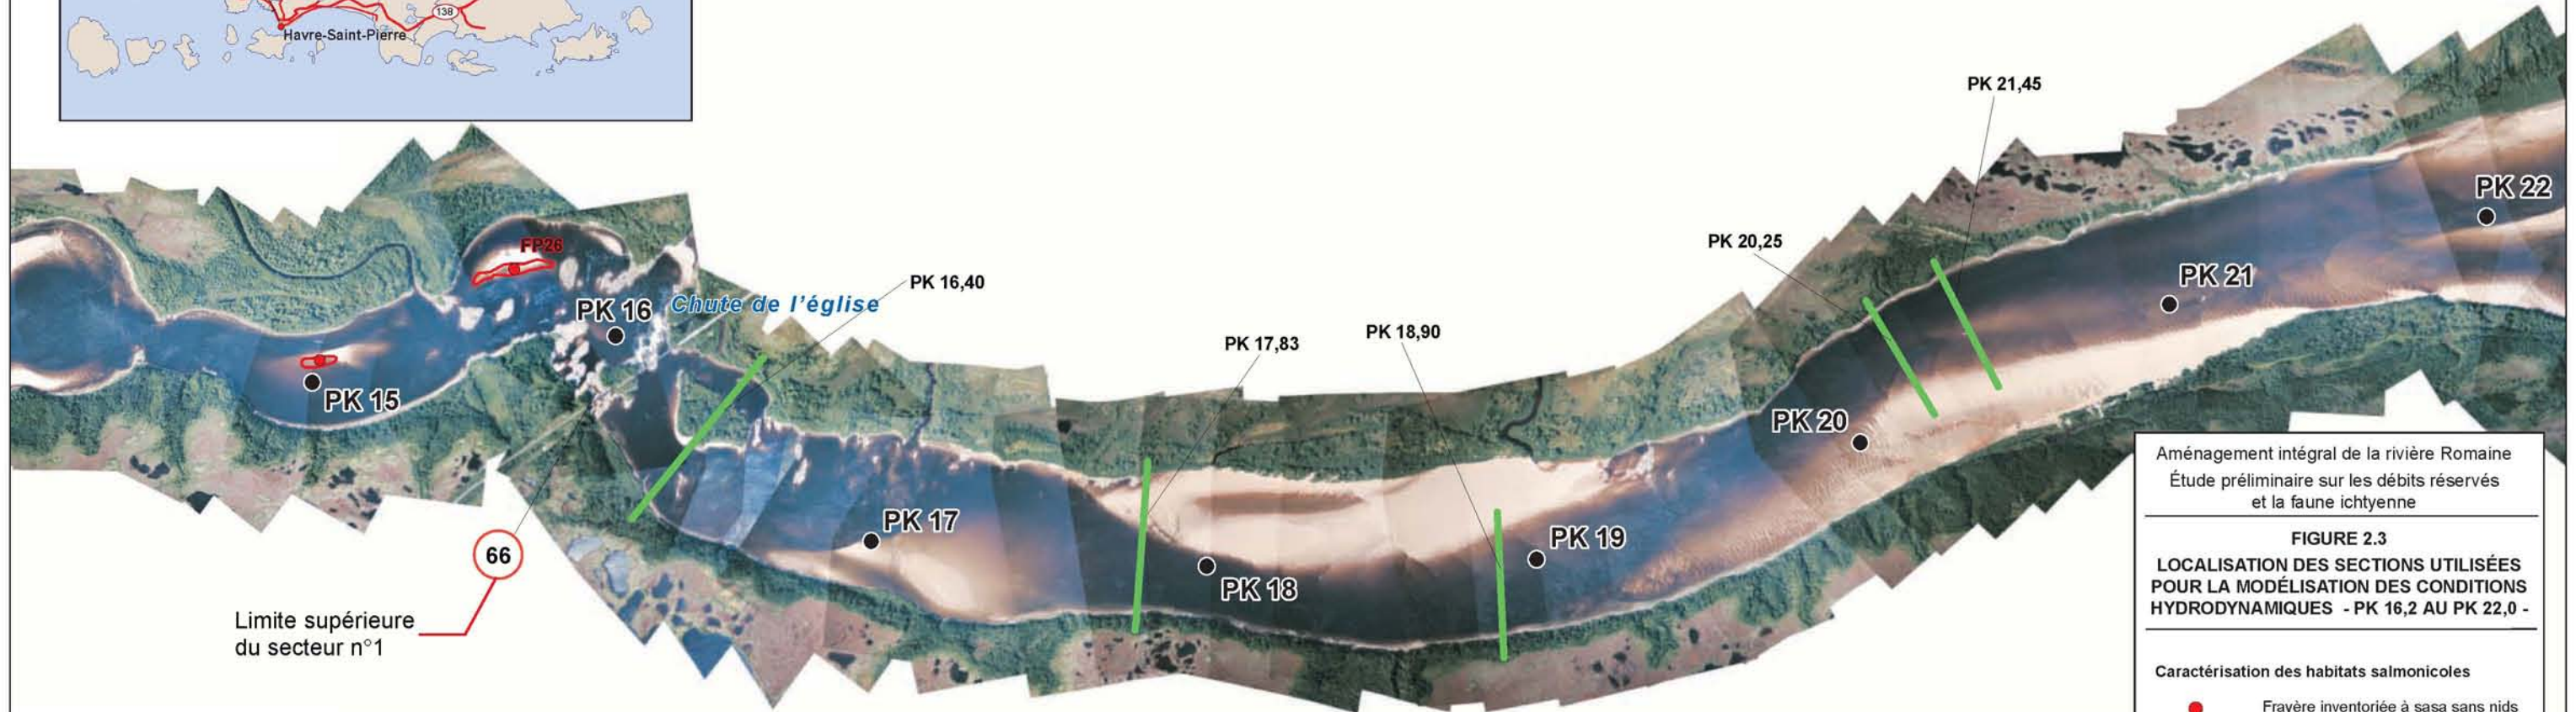 138
Havre-Saint-Pierre
PK 21,45
PK 22
FP26
PK 20,25
PK 16,40
PK 21
PK 16
Chute de l'église
PK 17,83
PK 18,90
PK 15
PK 20
PK 17
PK 19
66
PK 18
Limite supérieure
du secteur n°1
Aménagement intégral de la rivière Romaine
Étude préliminaire sur les débits réservés
et la faune ichtyenne
FIGURE 2.3
LOCALISATION DES SECTIONS UTILISÉES
POUR LA MODÉLISATION DES CONDITIONS
HYDRODYNAMIQUES - PK 16,2 AU PK 22,0 -
Caractérisation des habitats salmonicoles
Frayère inventoriée à sasa sans nids